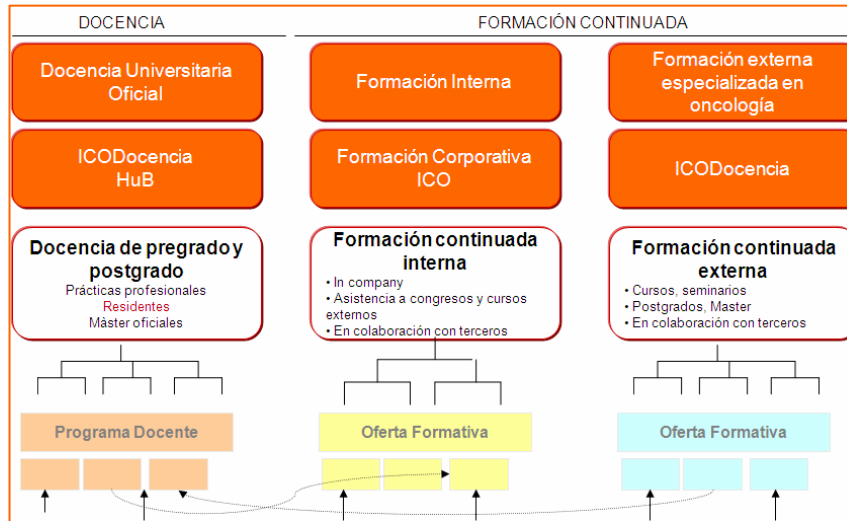 DOCENCIA
FORMACIÓN CONTINUADA
Docencia Universitaria
Oficial
Formación Interna
Formación externa
especializada en
oncología
ICODocencia
HuB
Formación Corporativa
ICO
ICODocencia
Docencia de pregrado y
postgrado
Prácticas profesionales
Residentes
Màster oficiales
Formación continuada
interna
• In company
• Asistencia a congresos y cursos
externos
• En colaboración con terceros
Formación continuada
externa
• Cursos, seminarios
• Postgrados, Master
• En colaboración con terceros
Programa Docente
Oferta Formativa
Oferta Formativa